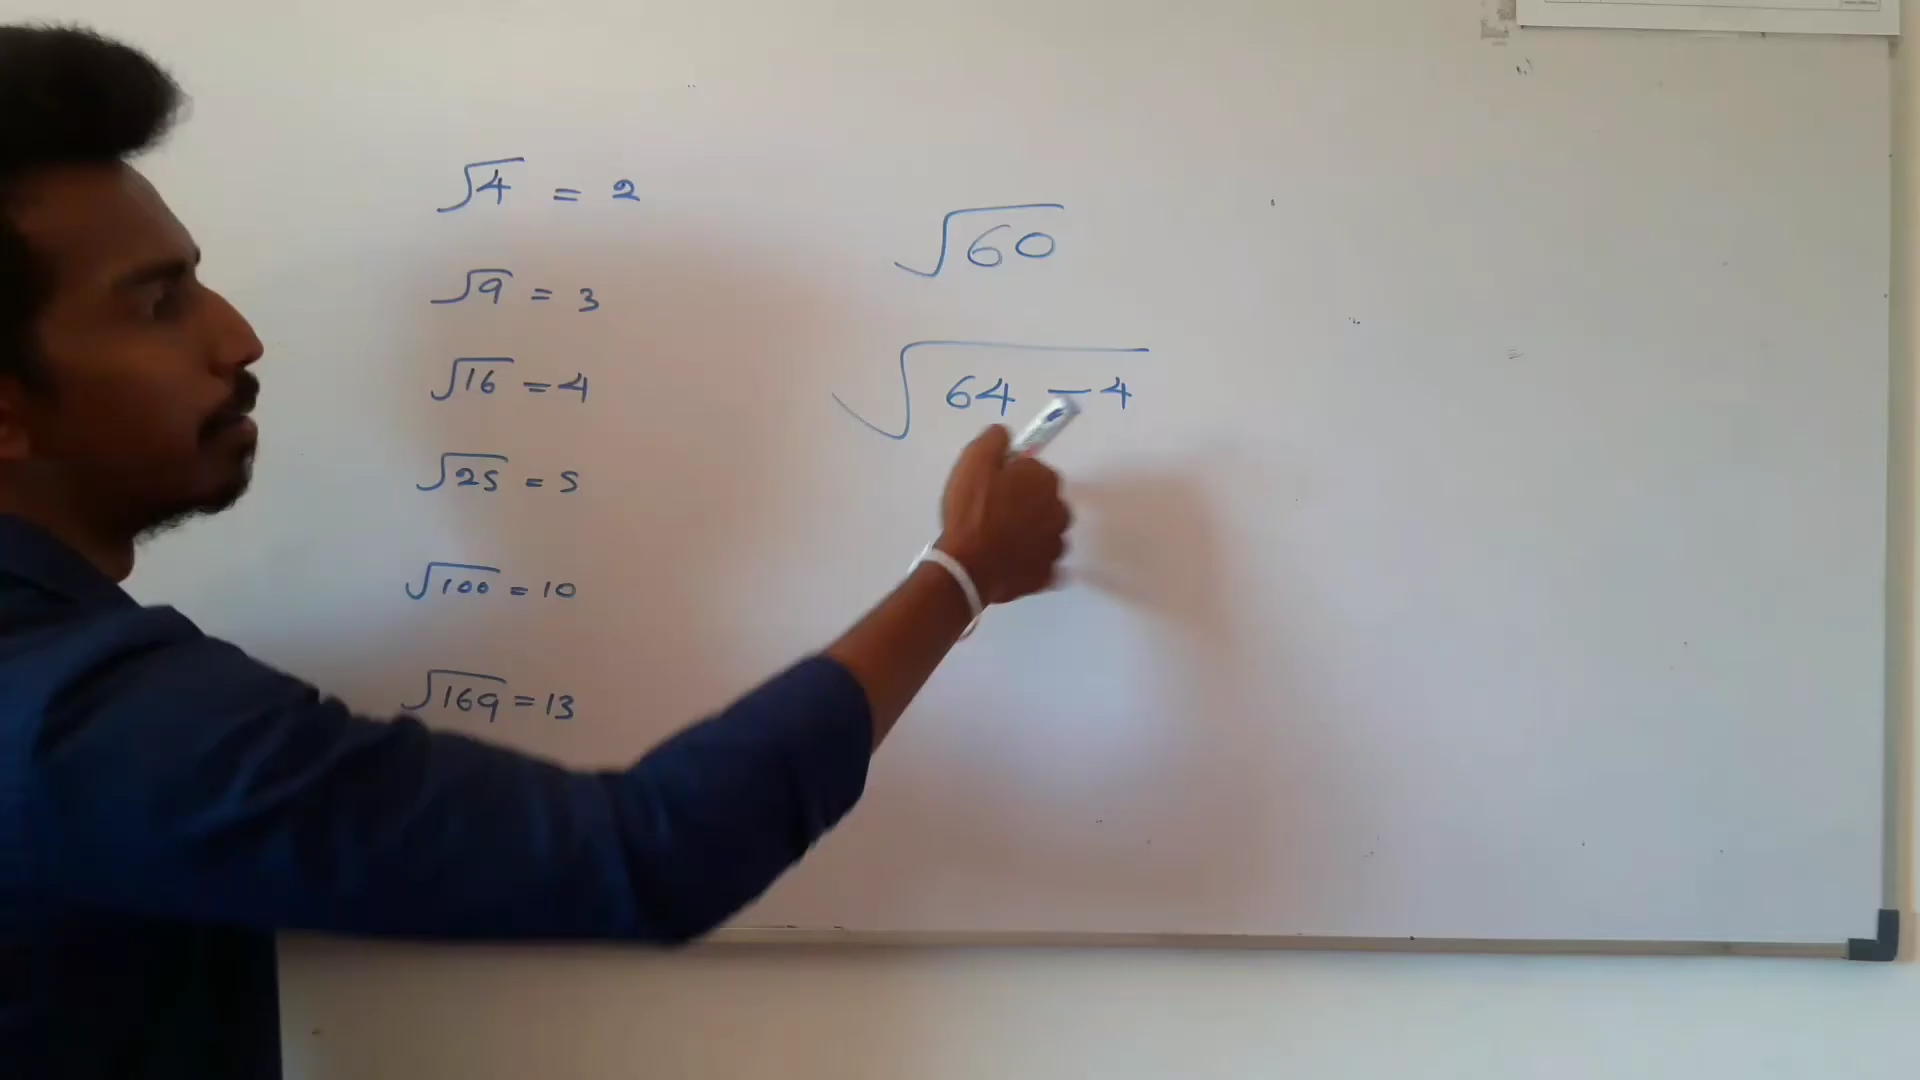 √4 = 2
√9 = 3
√16 = 4
√25 = 5
√100 = 10
√169 = 13
√60
√64 - 4